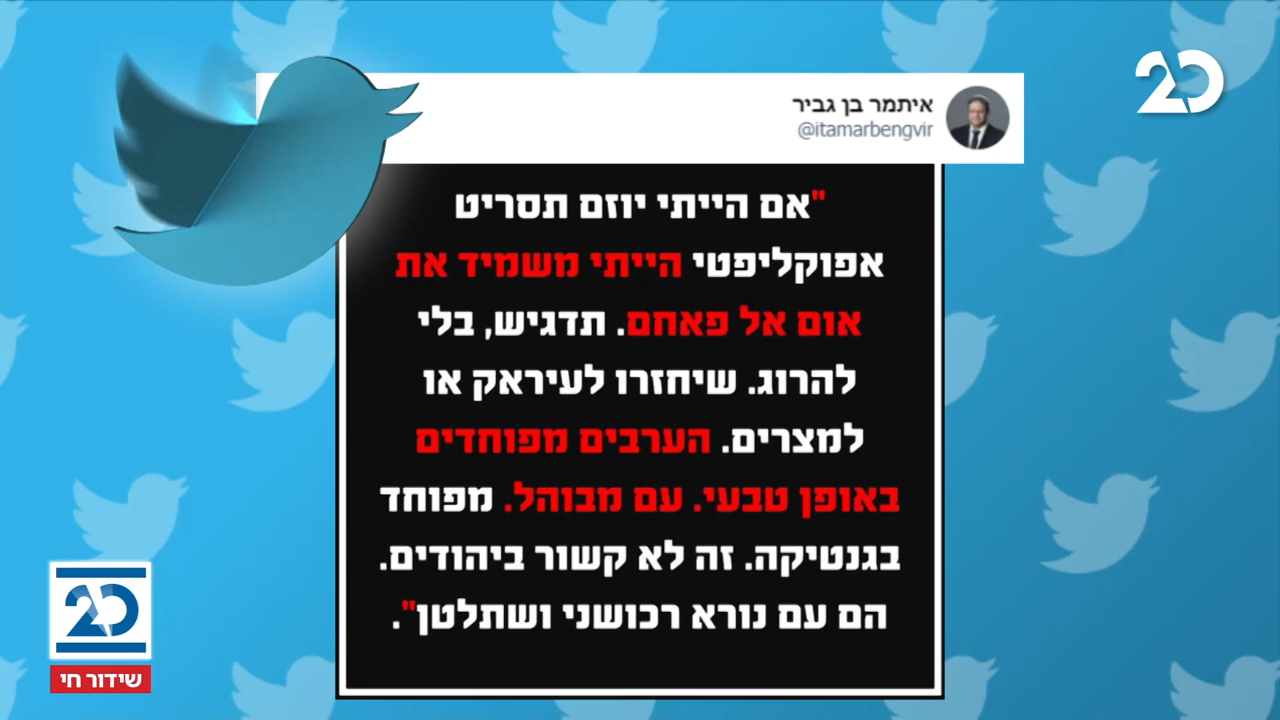 20
איתמר בן גביר
@itamarbengvir
"אם הייתי יוזם תסריט
אפוקליפטי הייתי משמיד את
אום אל פאחם. תדגיש, בלי
להרוג. שיחזרו לעיראק או
למצרים. הערבים מפוחדים
באופן טבעי. עם מבוהל. מפוחד
בגנטיקה. זה לא קשור ביהודים.
הם עם נורא רכושני ושתלטן".
20
שידור חי